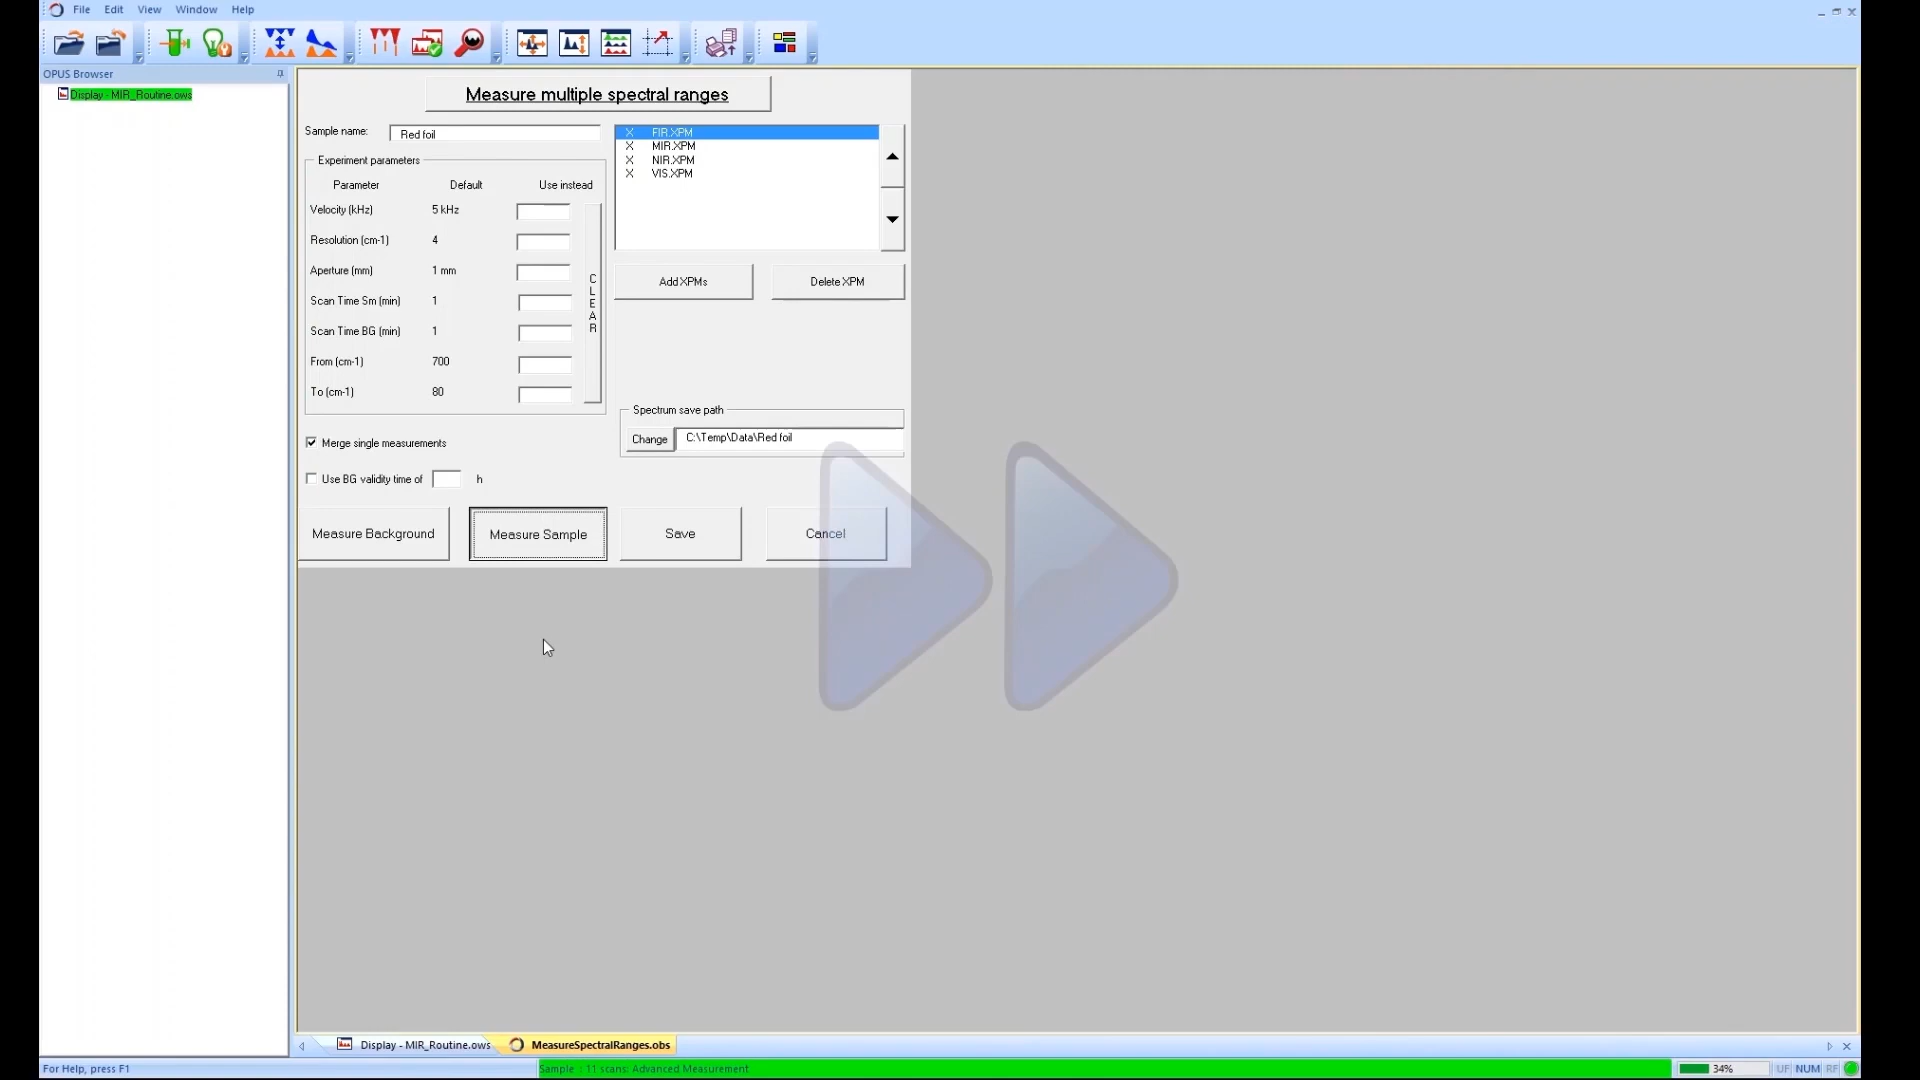 File Edit View Window Help
OPUS Browser
Display - MIR_Routine.ows
Measure multiple spectral ranges
Sample name: Red foil
Experiment parameters
Parameter Default Use instead
Velocity (kHz) 5 kHz
Resolution (cm-1) 4
Aperture (mm) 1 mm
Scan Time Sm (min) 1
Scan Time BG (min) 1
From (cm-1) 700
To (cm-1) 80
CLEAR
X FIR.XPM
X MIR.XPM
X NIR.XPM
X VIS.XPM
Add XPMs Delete XPM
Spectrum save path
Change C:\Temp\Data\Red foil
Merge single measurements
Use BG validity time of h
Measure Background Measure Sample Save Cancel
Display - MIR_Routine.ows MeasureSpectralRanges.obs
For Help, press F1 Sample : 11 scans: Advanced Measurement 34% UF NUM RF